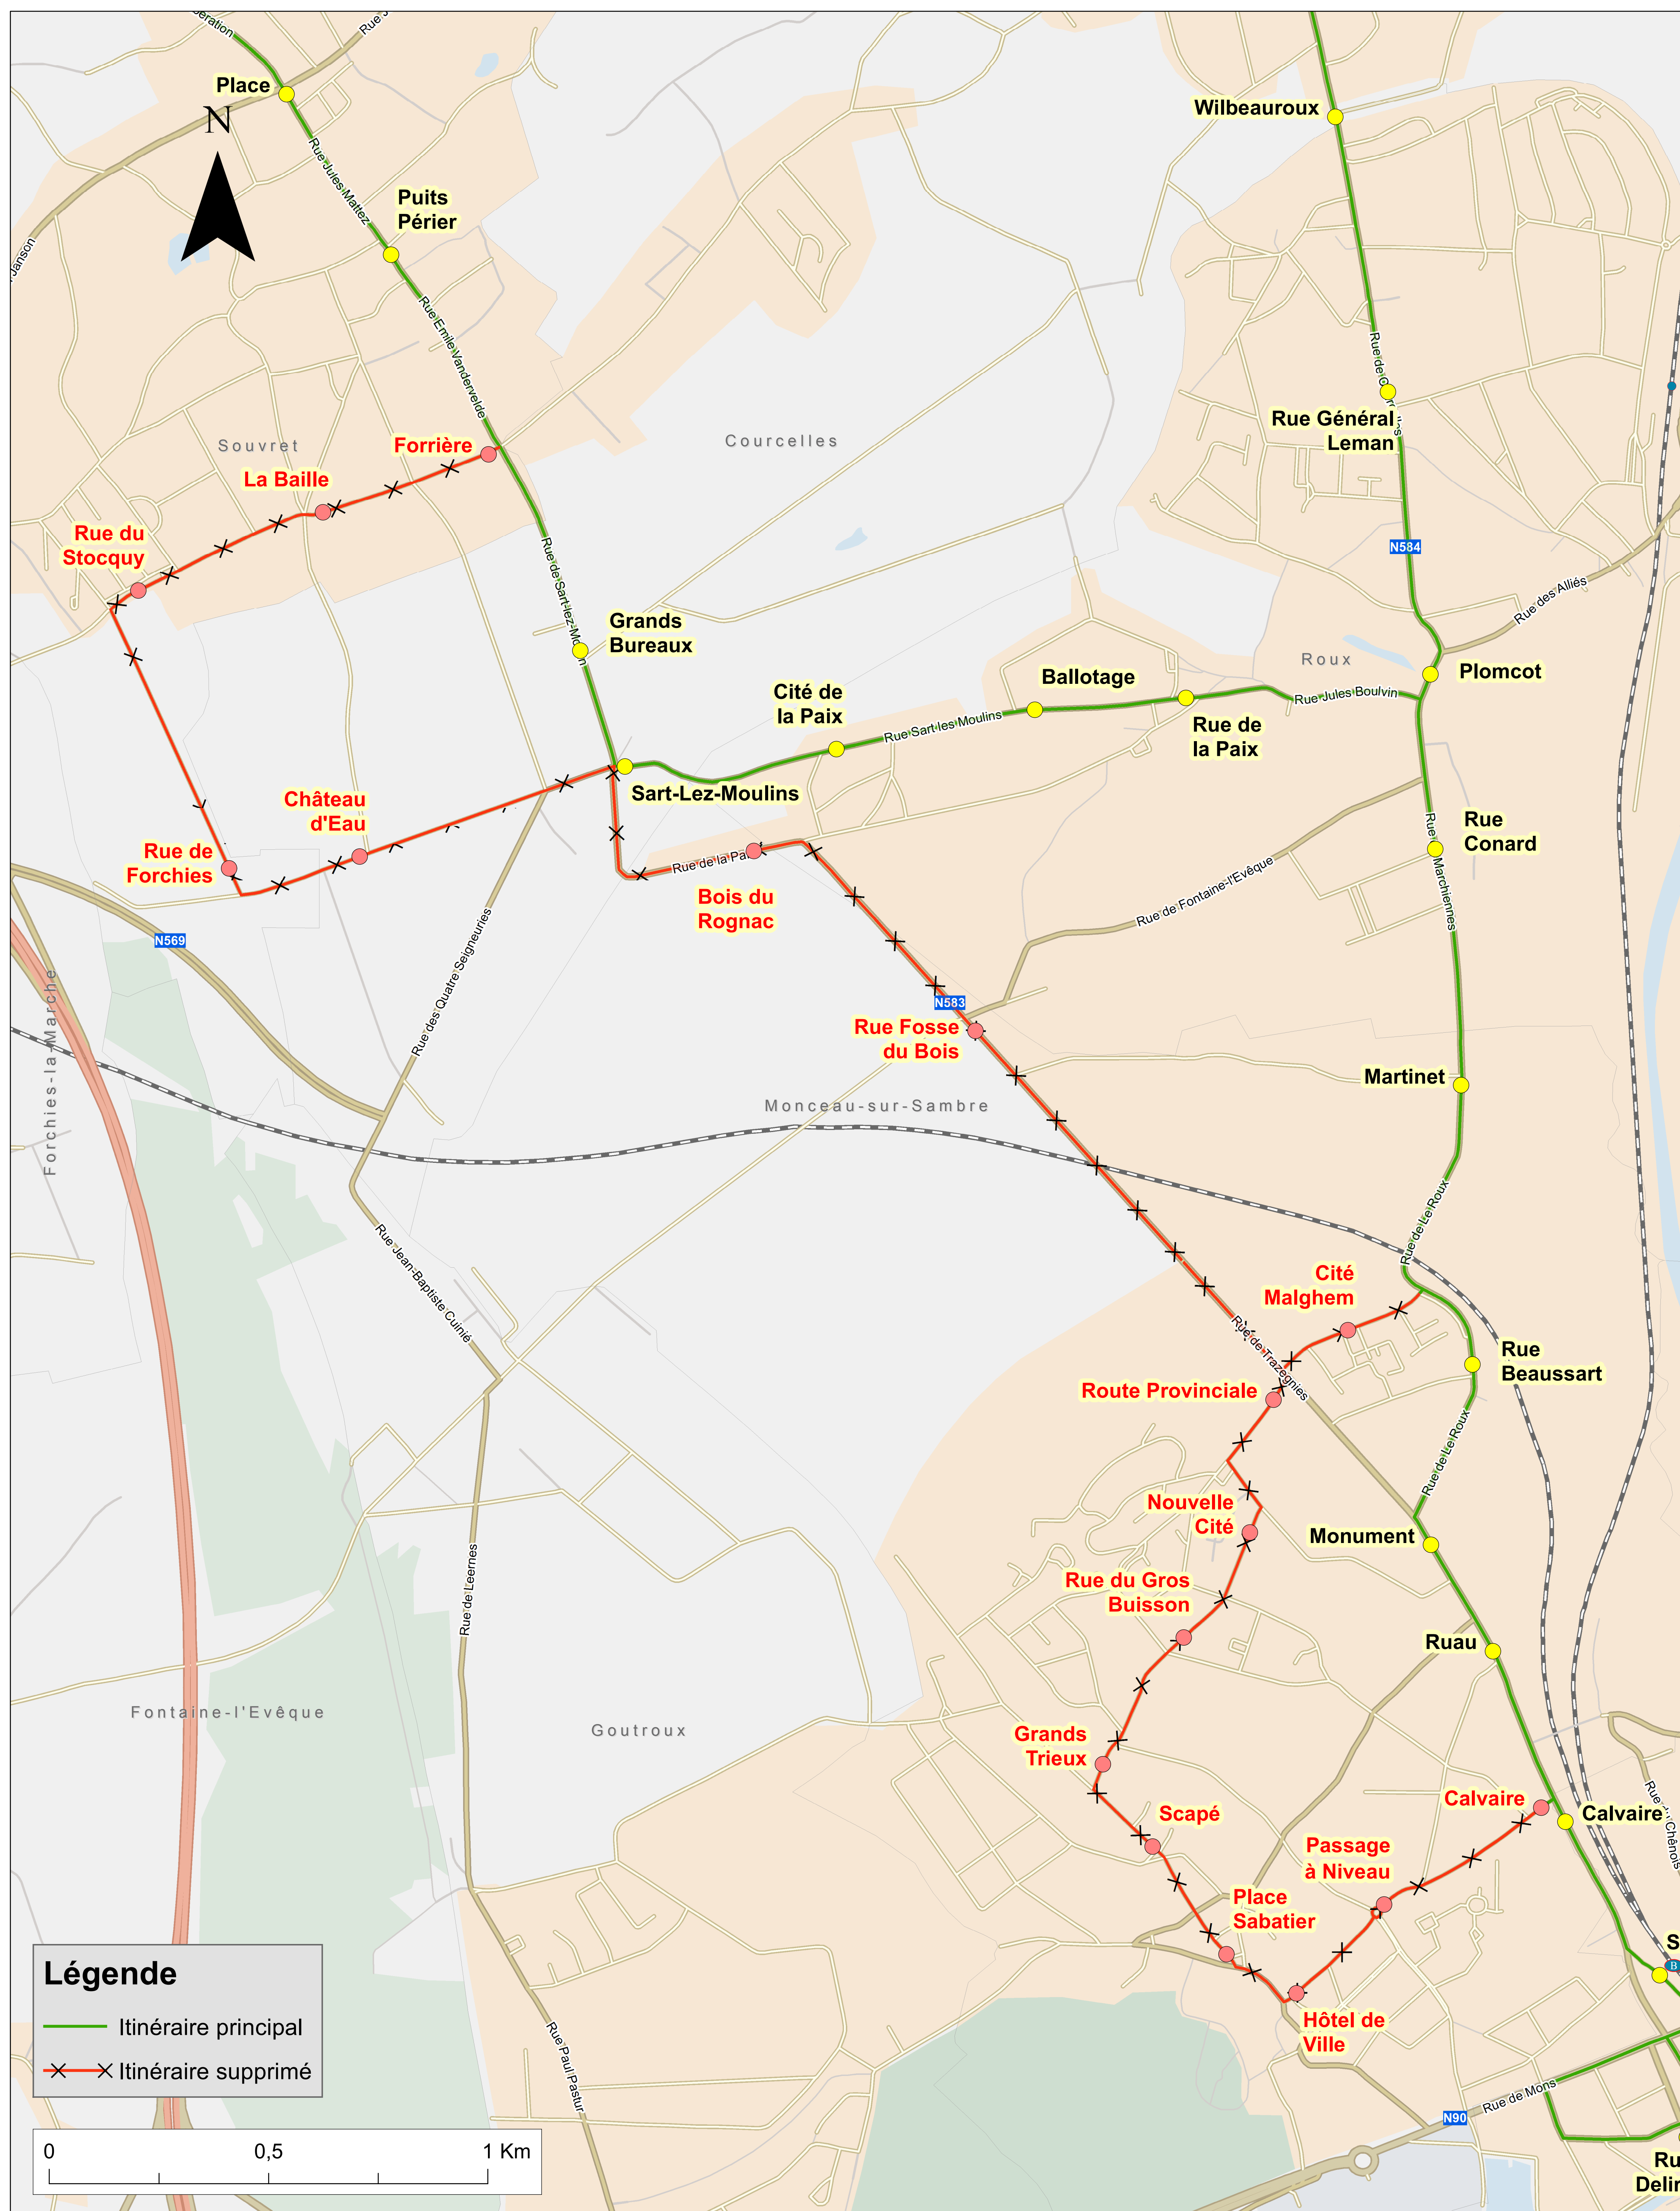 Place
N
Rue Jules Mattez
Puits
Périer
Rue Emile Vandervelde
Janson
Wilbeauroux
Rue Général
Leman
Souvret
Forrière
La Baille
Rue du
Stocquy
Courcelles
N584
Rue des Alliés
Grands
Bureaux
Roux
Plomcot
Ballotage
Cité de
la Paix
Rue Sart les Moulins
Rue Jules Boulvin
Rue de
la Paix
Sart-Lez-Moulins
Château
d'Eau
Rue de
Forchies
Rue de la Paix
Bois du
Rognac
Rue
Conard
Rue de Marchiennes
Rue de Fontaine-l'Evêque
N569
Rue des Quatre Seigneuries
Forchies-la-Marche
N583
Rue Fosse
du Bois
Martinet
Monceau-sur-Sambre
Rue de Le Roux
Rue Jean-Baptiste Cuinié
Cité
Malghem
Rue de Trazegnies
Rue
Beaussart
Route Provinciale
Rue de Le Roux
Nouvelle
Cité
Monument
Rue du Gros
Buisson
Rue de Leernes
Ruau
Fontaine-l'Evêque
Goutroux
Grands
Trieux
Calvaire
Calvaire
Scapé
Passage
à Niveau
Place
Sabatier
Hôtel de
Ville
Rue Paul Pastur
Rue de Mons
N90
B
Légende
Itinéraire principal
Itinéraire supprimé
0
0,5
1 Km